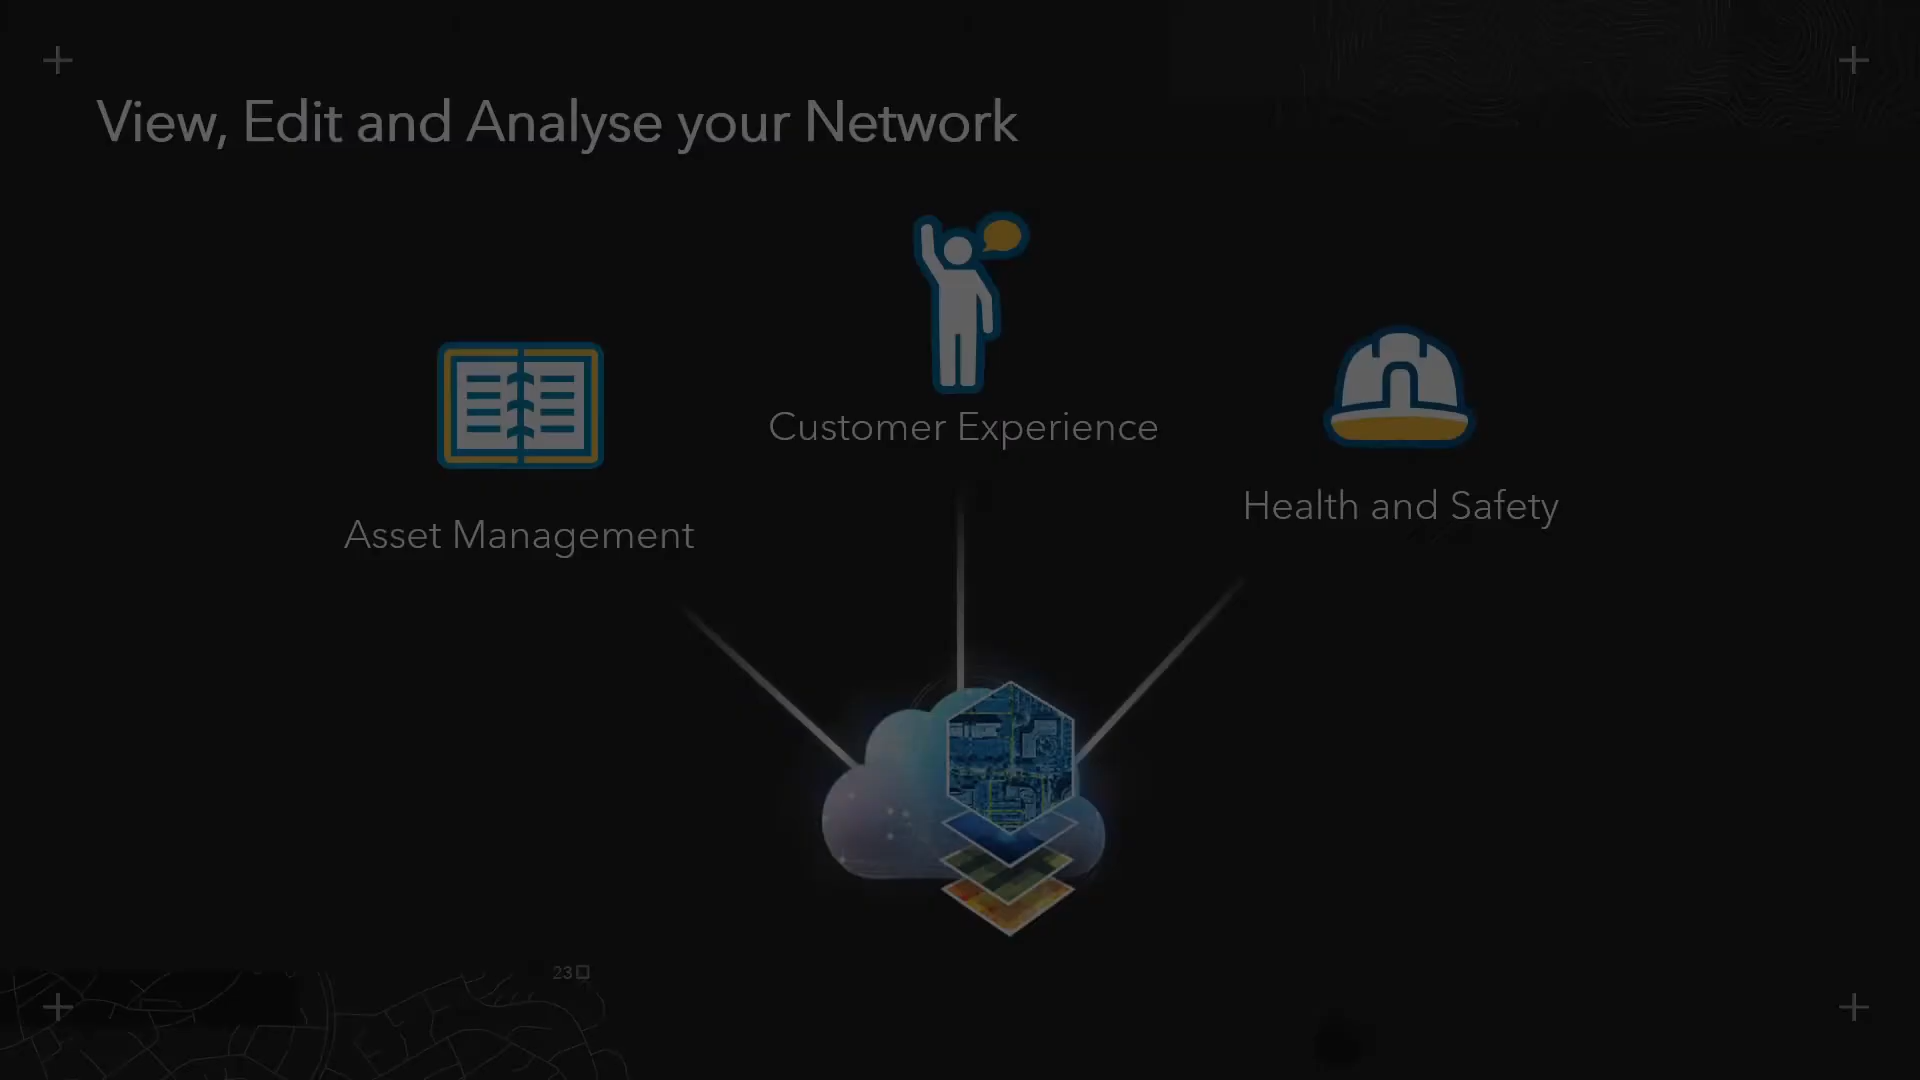 View, Edit and Analyse your Network
Customer Experience
Health and Safety
Asset Management
23